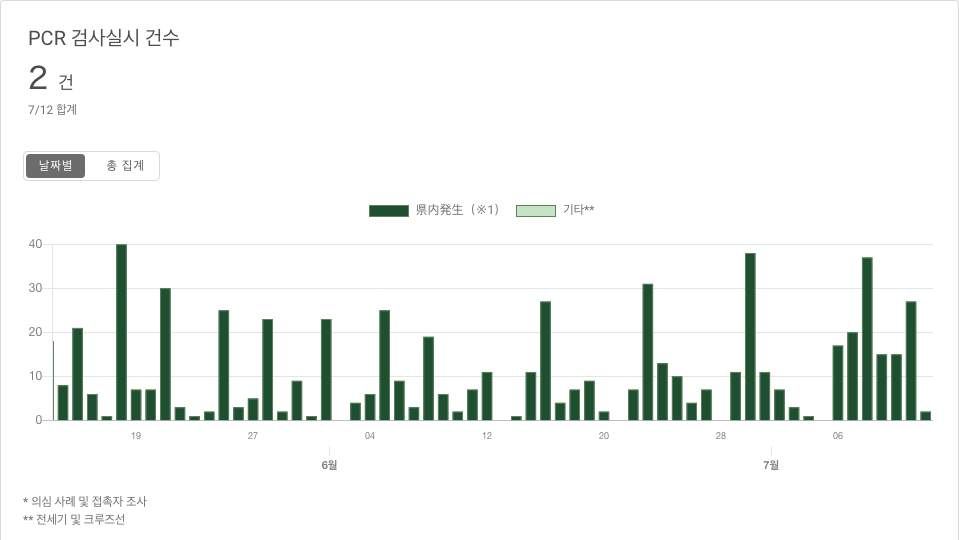 PCR 검사실시 건수
2 건
7/12 합계
날짜별 총 집계
県内発生（※1） 기타**
40
30
20
10
0
19 27 04 12 20 28 06
6월 7월
* 의심 사례 및 접촉자 조사
** 전세기 및 크루즈선